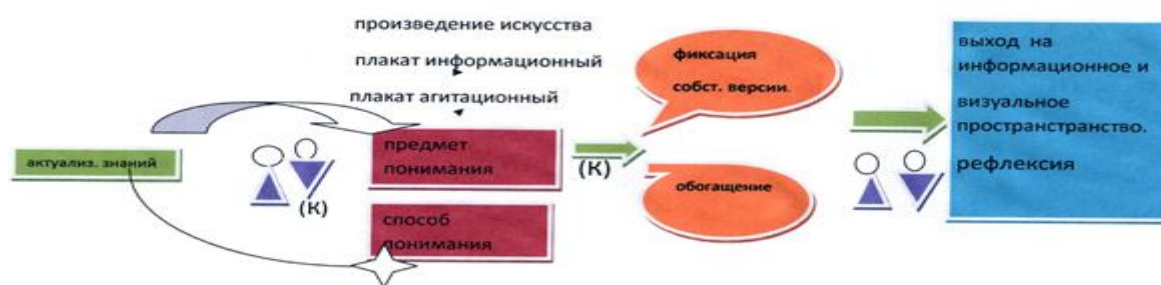 произведение искусства
плакат информационный
плакат агитационный
актуализ. знаний
(К)
предмет
понимания
способ
понимания
(К)
фиксация
собст. версии.
обогащение
выход на
информационное и
визуальное
пространстранство.
рефлексия